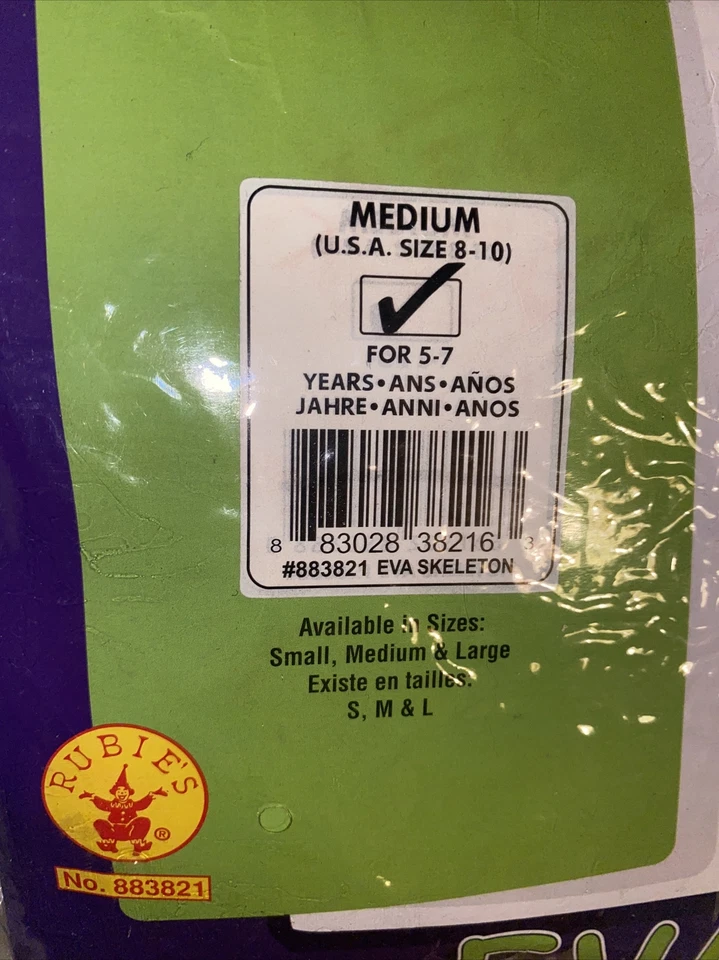 MEDIUM
(U.S.A. SIZE 8-10)
FOR 5-7
YEARS•ANS•AÑOS
JAHRE•ANNI•ANOS
8 83028 38216 3
#883821 EVA SKELETON
Available in Sizes:
Small, Medium & Large
Existe en tailles:
S, M & L
RUBIE'S
®
No. 883821